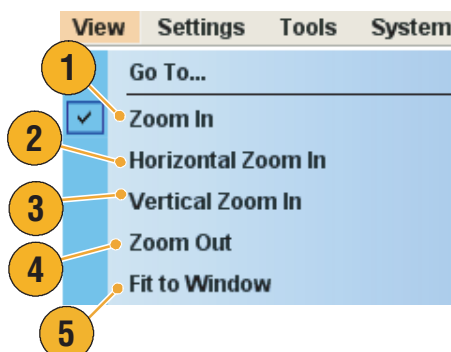 View Settings Tools System
Go To...
1 Zoom In
2 Horizontal Zoom In
3 Vertical Zoom In
4 Zoom Out
5 Fit to Window